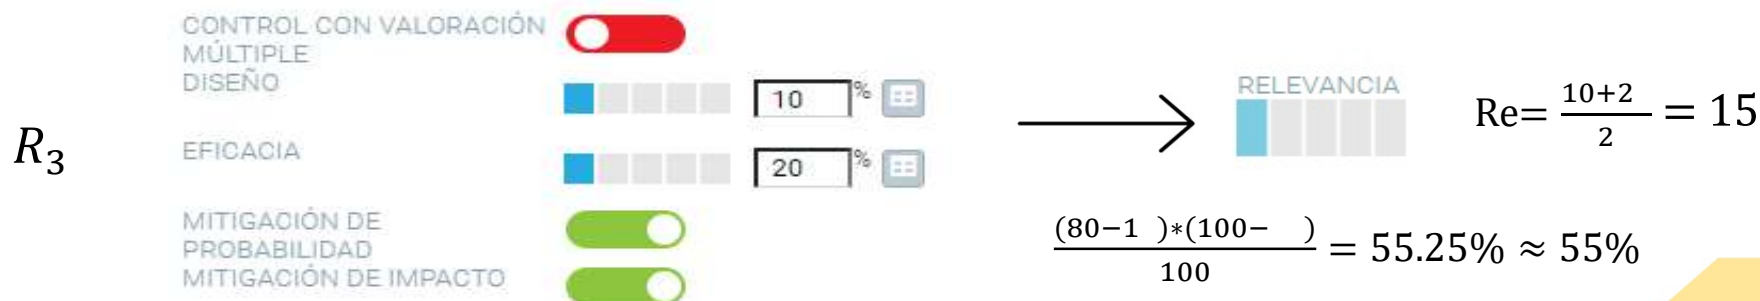 R₃
CONTROL CON VALORACIÓN
MÚLTIPLE
DISEÑO
10 %
EFICACIA
20 %
MITIGACIÓN DE
PROBABILIDAD
MITIGACIÓN DE IMPACTO
RELEVANCIA
Re= (10+2 )/2 = 15
((80−1 )*(100− ))/100 = 55.25% ≈ 55%